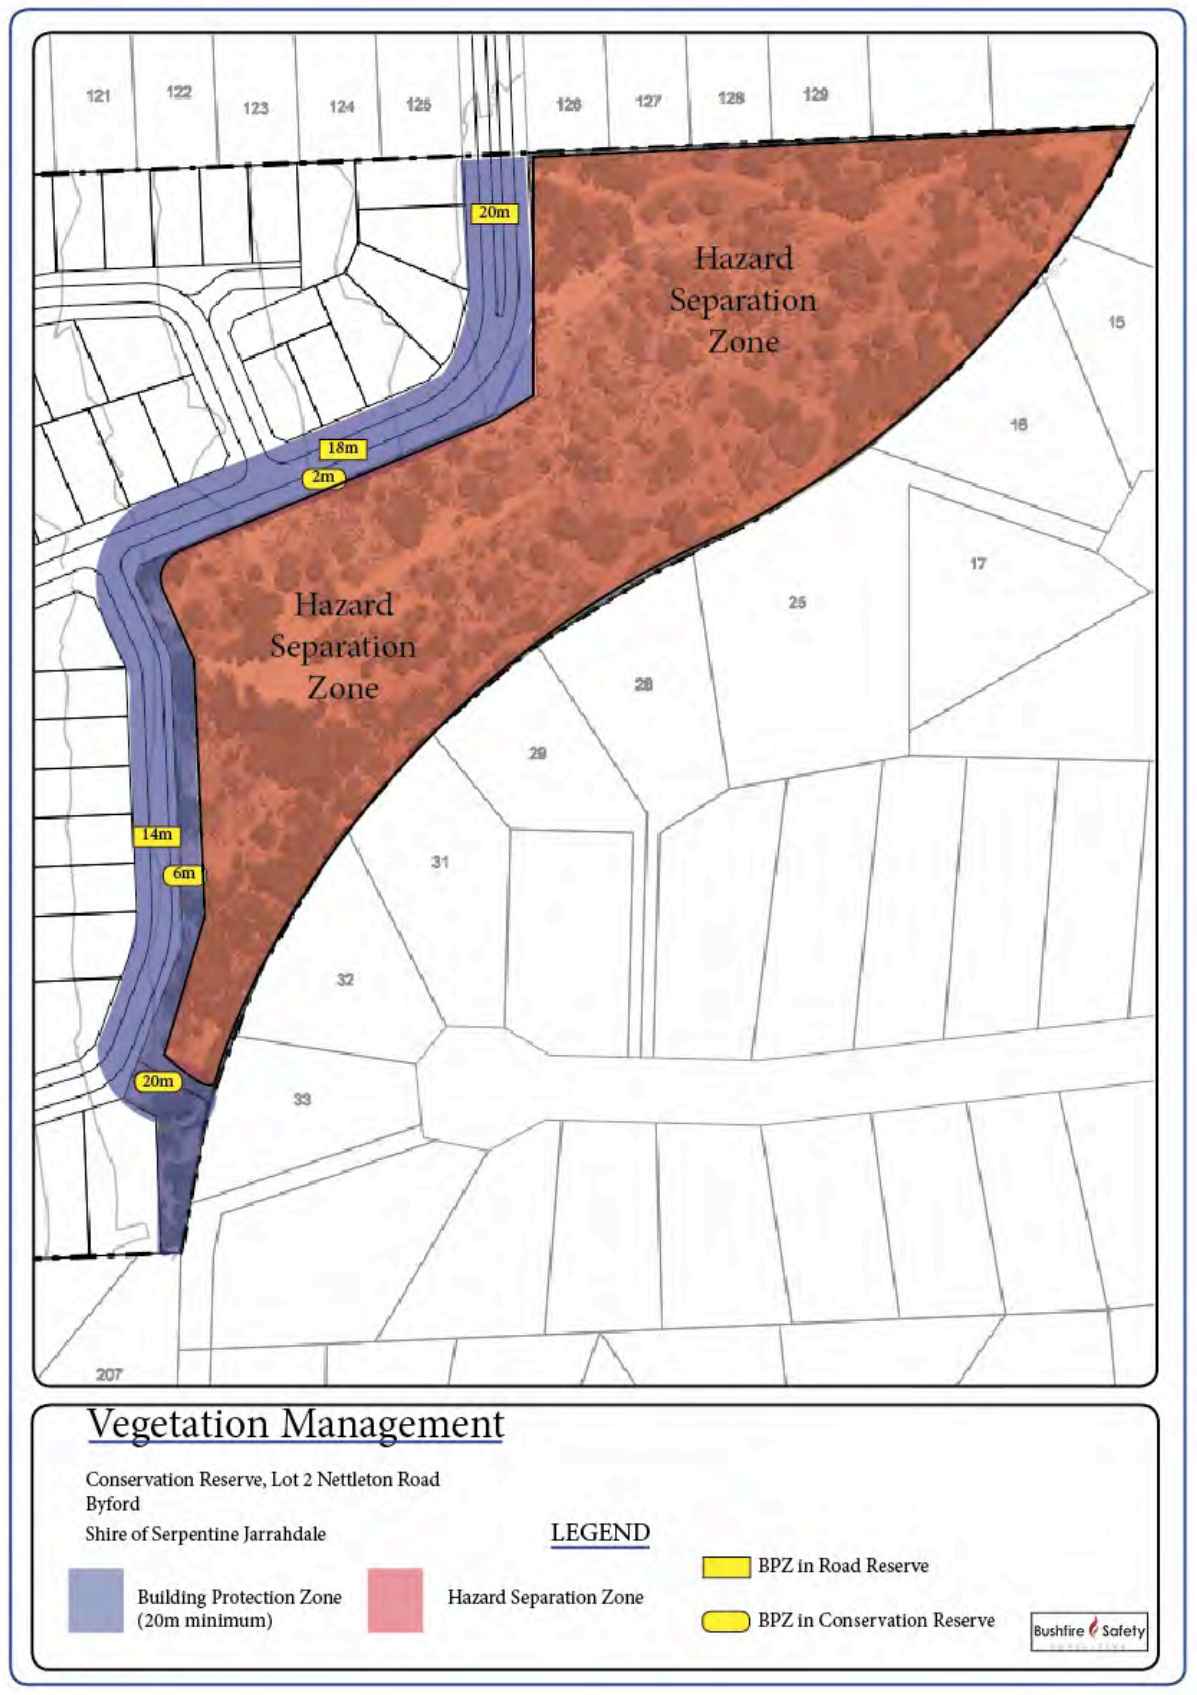 121
122
123
124
125
126
127
128
129
20m
Hazard
Separation
Zone
15
16
18m
2m
17
25
Hazard
Separation
Zone
28
29
14m
6m
31
32
20m
33
207
Vegetation Management
Conservation Reserve, Lot 2 Nettleton Road
Byford
Shire of Serpentine Jarrahdale
LEGEND
BPZ in Road Reserve
Building Protection Zone
(20m minimum)
Hazard Separation Zone
BPZ in Conservation Reserve
Bushfire Safety